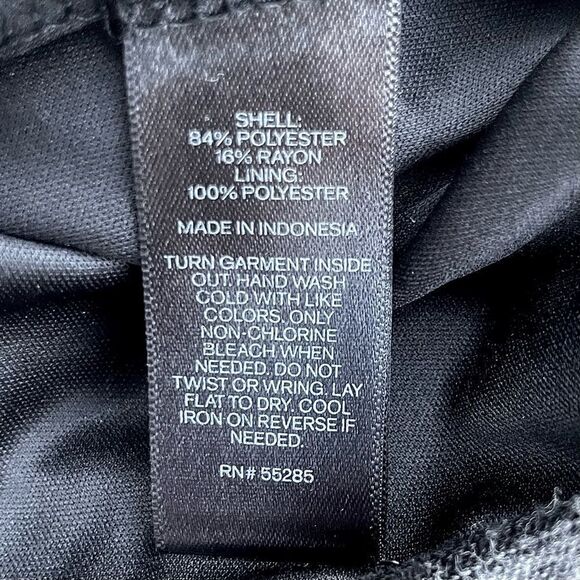 SHELL:
84% POLYESTER
16% RAYON
LINING:
100% POLYESTER
MADE IN INDONESIA
TURN GARMENT INSIDE
OUT. HAND WASH
COLD WITH LIKE
COLORS. ONLY
NON-CHLORINE
BLEACH WHEN
NEEDED. DO NOT
TWIST OR WRING. LAY
FLAT TO DRY. COOL
IRON ON REVERSE IF
NEEDED.
RN# 55285